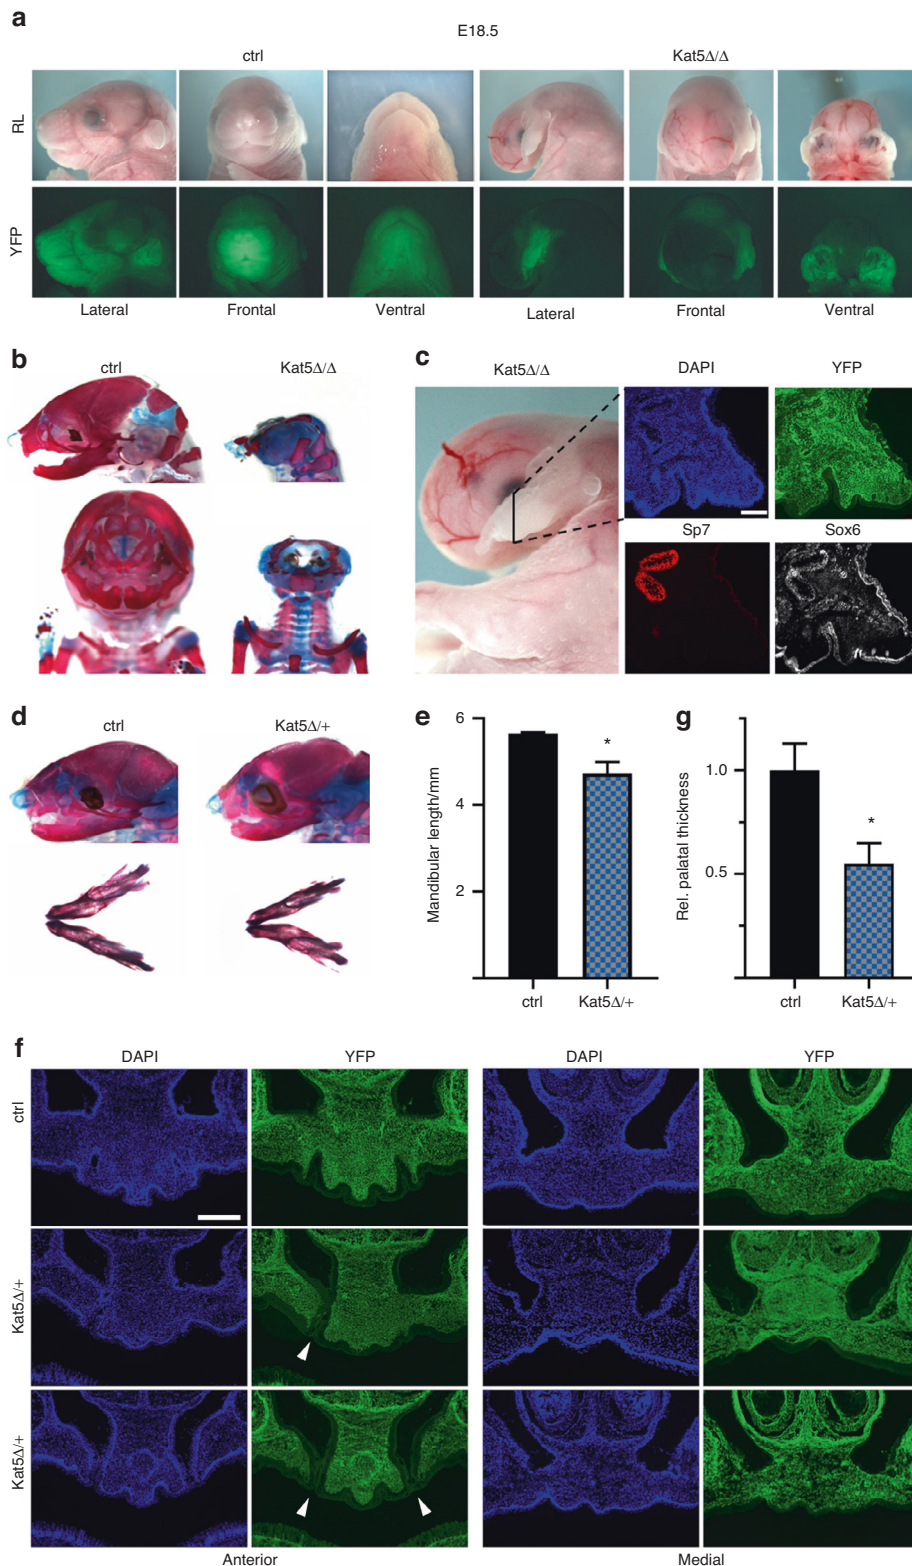 a
E18.5
ctrl Kat5Δ/Δ
RL
YFP
Lateral Frontal Ventral Lateral Frontal Ventral
b
ctrl Kat5Δ/Δ
c
Kat5Δ/Δ DAPI YFP
Sp7 Sox6
d
ctrl Kat5Δ/+
e
6
4
2
Mandibular length/mm
*
ctrl Kat5Δ/+
g
1.0
0.5
Rel. palatal thickness
*
ctrl Kat5Δ/+
f
DAPI YFP DAPI YFP
ctrl
Kat5Δ/+
Kat5Δ/+
Anterior Medial